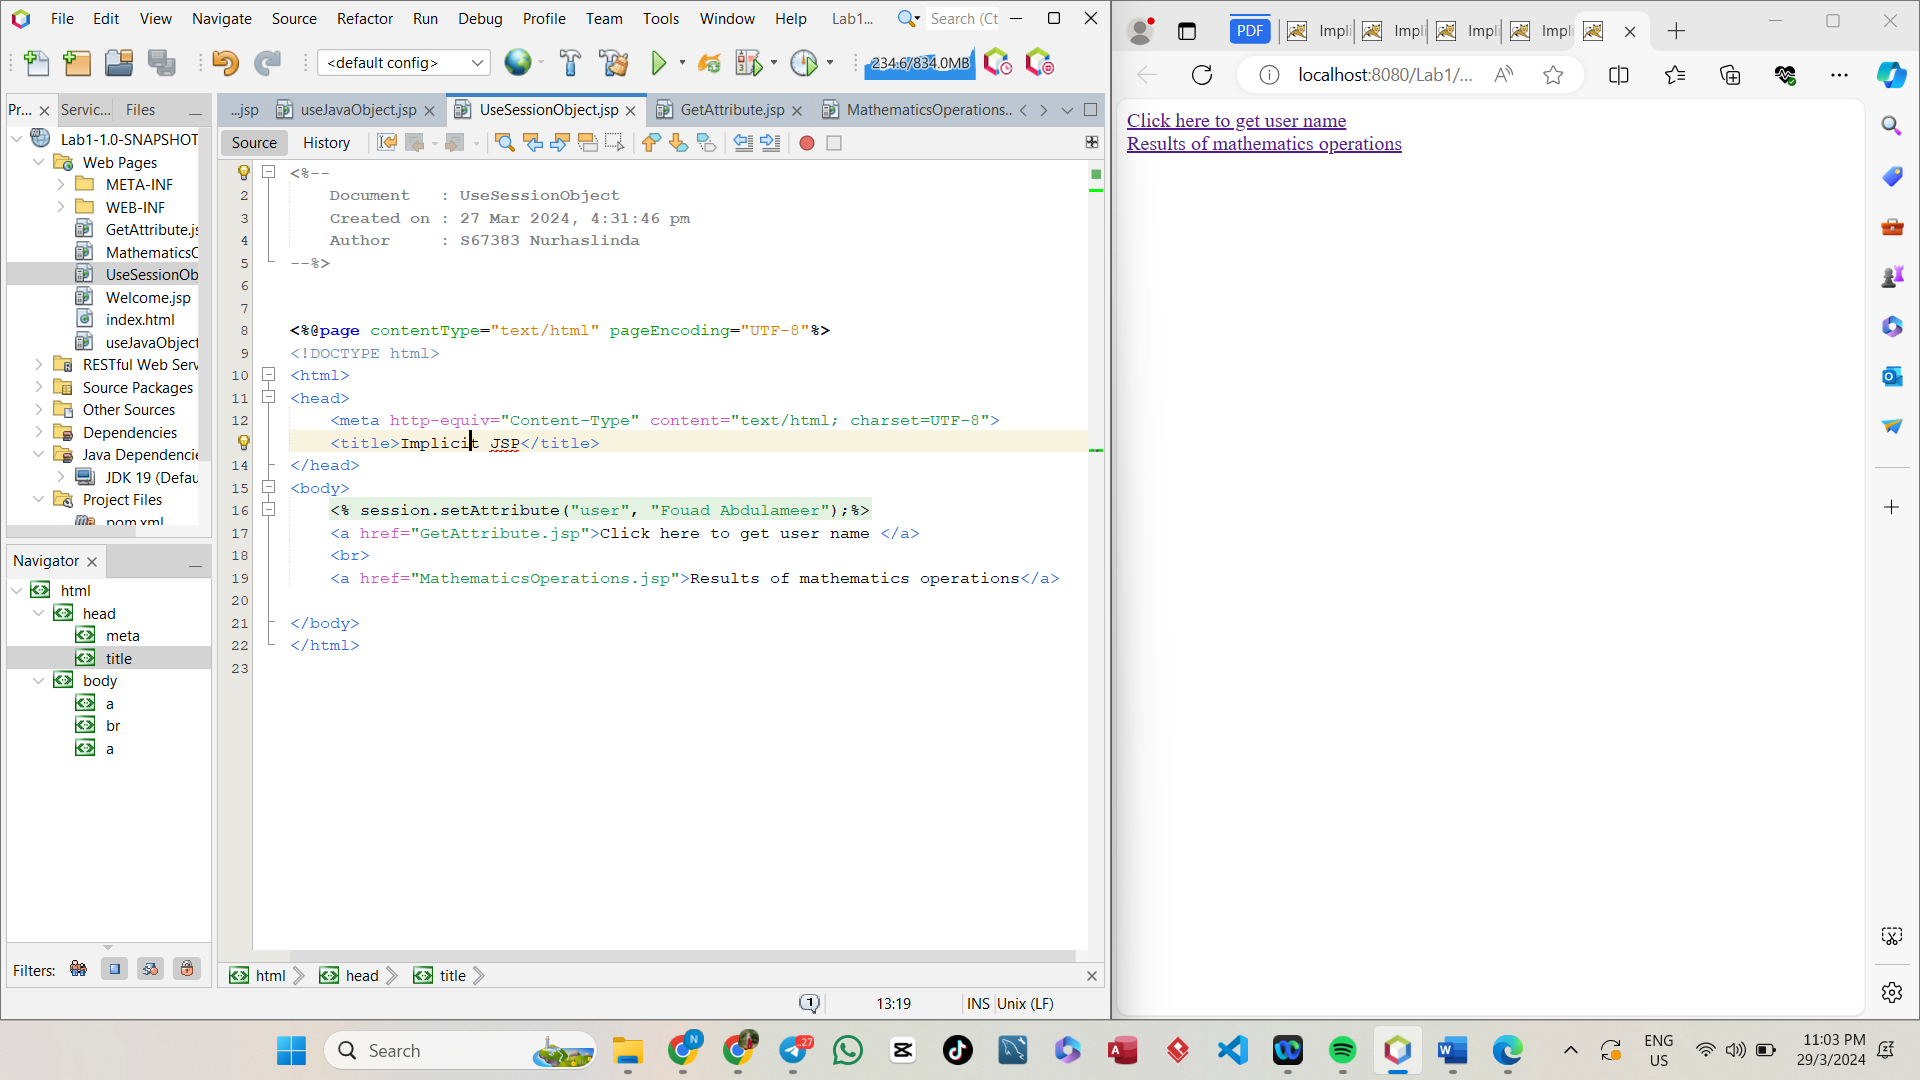 File Edit View Navigate Source Refactor Run Debug Profile Team Tools Window Help Lab1... Search (Ct
<default config> 234.6/834.0MB
Pr... Servic... Files
Lab1-1.0-SNAPSHOT
Web Pages
META-INF
WEB-INF
GetAttribute.js
MathematicsO
UseSessionOb
Welcome.jsp
index.html
useJavaObject
RESTful Web Serv
Source Packages
Other Sources
Dependencies
Java Dependencie
JDK 19 (Defau
Project Files
pom.xml
Navigator
html
head
meta
title
body
a
br
a
Filters:
...jsp useJavaObject.jsp UseSessionObject.jsp GetAttribute.jsp MathematicsOperations..
Source History
<%--
2 Document : UseSessionObject
3 Created on : 27 Mar 2024, 4:31:46 pm
4 Author : S67383 Nurhaslinda
5 --%>
6
7
8 <%@page contentType="text/html" pageEncoding="UTF-8"%>
9 <!DOCTYPE html>
10 <html>
11 <head>
12 <meta http-equiv="Content-Type" content="text/html; charset=UTF-8">
<title>Implicit JSP</title>
14 </head>
15 <body>
16 <% session.setAttribute("user", "Fouad Abdulameer");%>
17 <a href="GetAttribute.jsp">Click here to get user name </a>
18 <br>
19 <a href="MathematicsOperations.jsp">Results of mathematics operations</a>
20
21 </body>
22 </html>
23
html head title
1 13:19 INS Unix (LF)
PDF Impli Impli Impli Impli
localhost:8080/Lab1/...
Click here to get user name
Results of mathematics operations
Search
N
..27
ENG
US
11:03 PM
29/3/2024